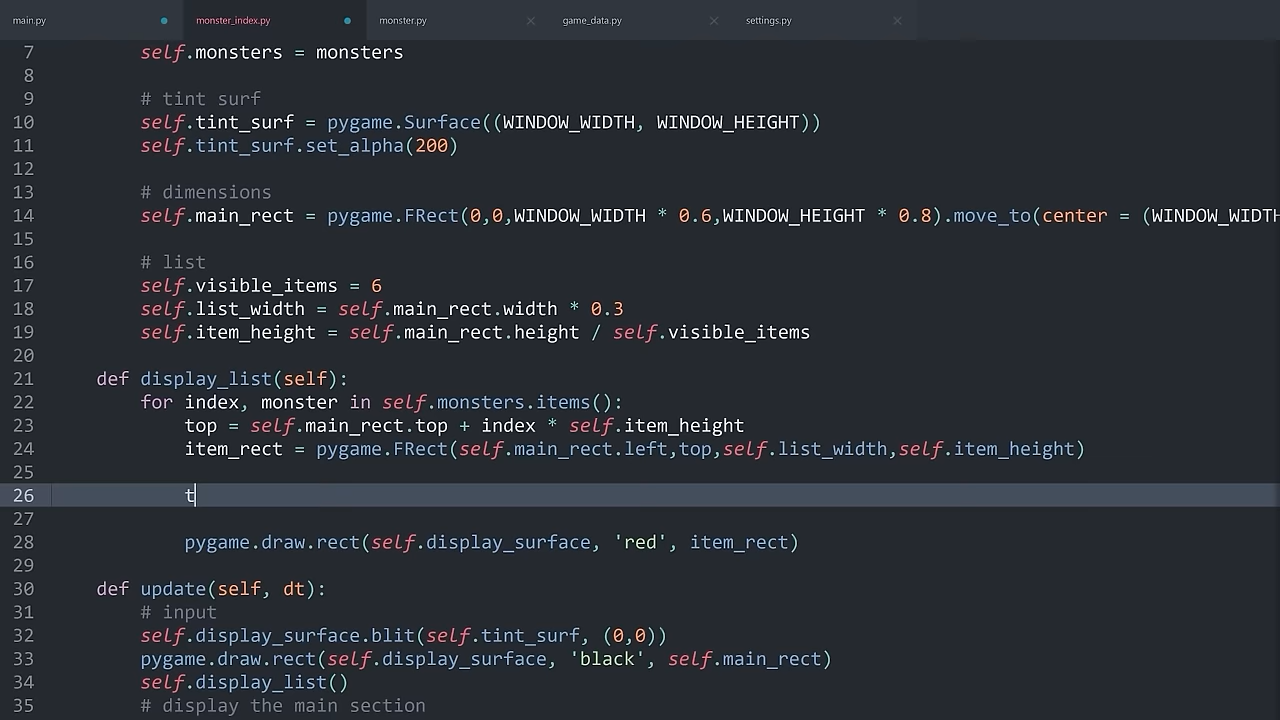 main.py
monster_index.py
monster.py
game_data.py
settings.py
7 self.monsters = monsters
8
9 # tint surf
10 self.tint_surf = pygame.Surface((WINDOW_WIDTH, WINDOW_HEIGHT))
11 self.tint_surf.set_alpha(200)
12
13 # dimensions
14 self.main_rect = pygame.FRect(0,0,WINDOW_WIDTH * 0.6,WINDOW_HEIGHT * 0.8).move_to(center = (WINDOW_WIDTH
15
16 # list
17 self.visible_items = 6
18 self.list_width = self.main_rect.width * 0.3
19 self.item_height = self.main_rect.height / self.visible_items
20
21 def display_list(self):
22 for index, monster in self.monsters.items():
23 top = self.main_rect.top + index * self.item_height
24 item_rect = pygame.FRect(self.main_rect.left,top,self.list_width,self.item_height)
25
26 t
27
28 pygame.draw.rect(self.display_surface, 'red', item_rect)
29
30 def update(self, dt):
31 # input
32 self.display_surface.blit(self.tint_surf, (0,0))
33 pygame.draw.rect(self.display_surface, 'black', self.main_rect)
34 self.display_list()
35 # display the main section